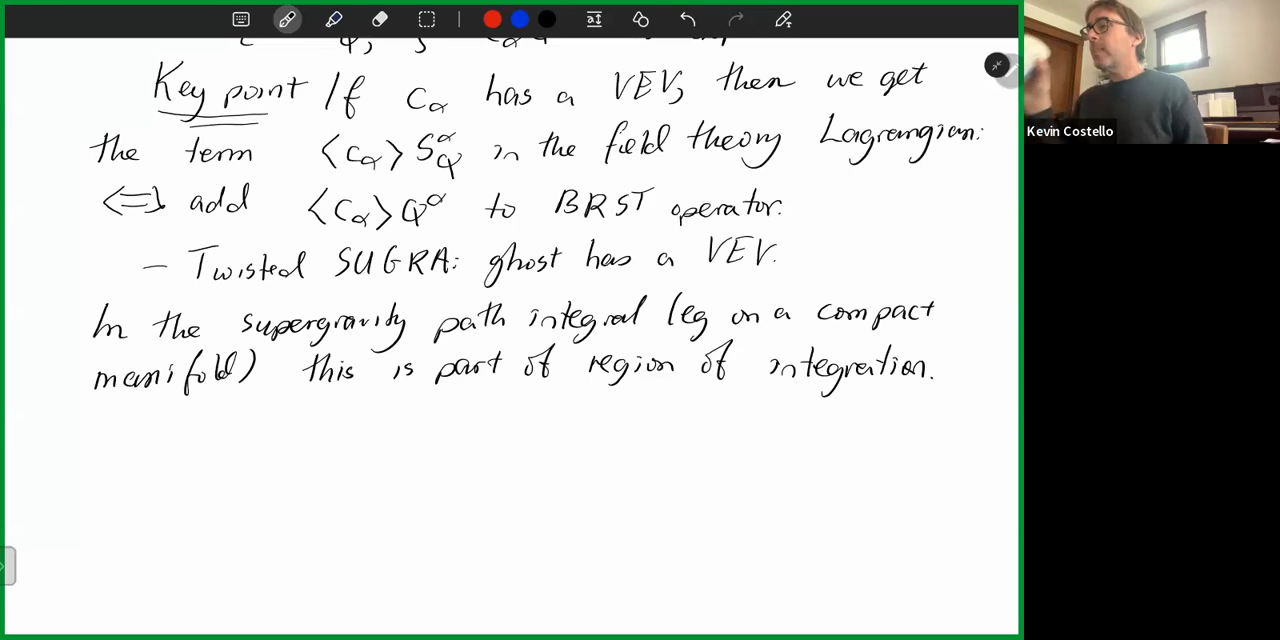 Key point If cα has a VEV, then we get
the term <cα> S^α_Q in the field theory Lagrangian:
<=> add <cα> Q^α to BRST operator.
– Twisted SUGRA: ghost has a VEV.
In the supergravity path integral (eg on a compact
manifold) this is part of region of integration.
Kevin Costello